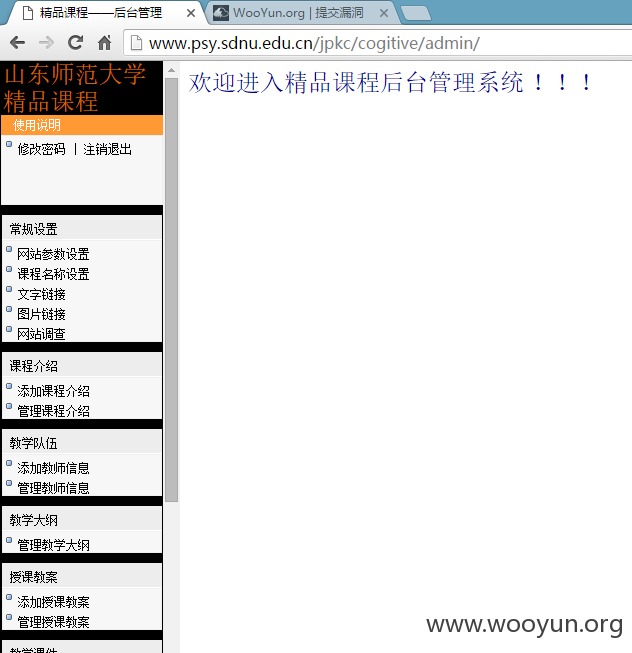 精品课程——后台管理
WooYun.org | 提交漏洞
www.psy.sdnu.edu.cn/jpkc/cogitive/admin/
山东师范大学
精品课程
使用说明
修改密码 | 注销退出
常规设置
网站参数设置
课程名称设置
文字链接
图片链接
网站调查
课程介绍
添加课程介绍
管理课程介绍
教学队伍
添加教师信息
管理教师信息
教学大纲
管理教学大纲
授课教案
添加授课教案
管理授课教案
教学课件
欢迎进入精品课程后台管理系统！！！
www.wooyun.org